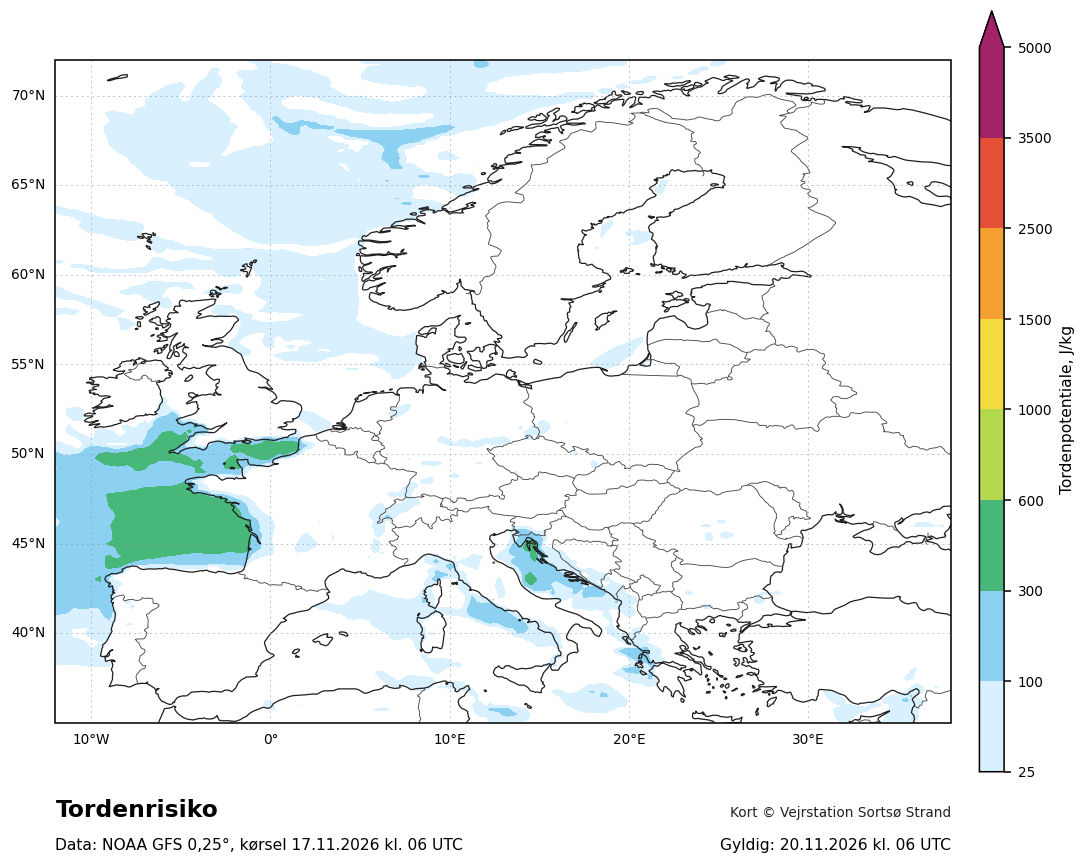 5000
3500
2500
1500
1000
600
300
100
25
Tordenpotentiale, J/kg
70°N
65°N
60°N
55°N
50°N
45°N
40°N
10°W
0°
10°E
20°E
30°E
Tordenrisiko
Kort © Vejrstation Sortsø Strand
Data: NOAA GFS 0,25°, kørsel 17.11.2026 kl. 06 UTC
Gyldig: 20.11.2026 kl. 06 UTC